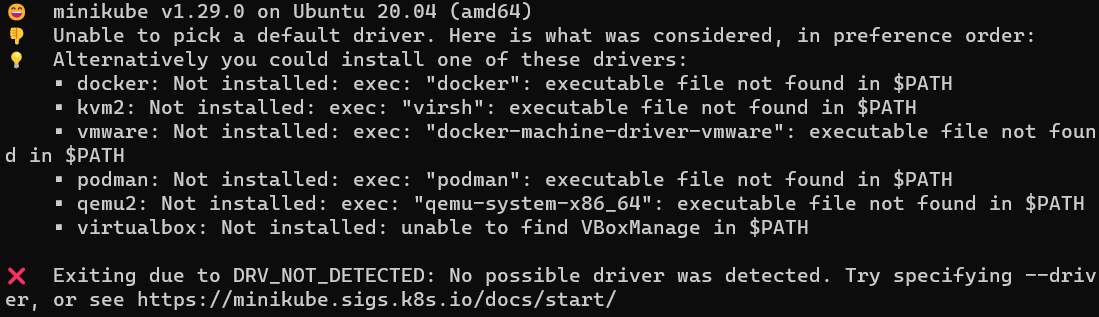 😄 minikube v1.29.0 on Ubuntu 20.04 (amd64)
👎 Unable to pick a default driver. Here is what was considered, in preference order:
💡 Alternatively you could install one of these drivers:
▪ docker: Not installed: exec: "docker": executable file not found in $PATH
▪ kvm2: Not installed: exec: "virsh": executable file not found in $PATH
▪ vmware: Not installed: exec: "docker-machine-driver-vmware": executable file not foun
d in $PATH
▪ podman: Not installed: exec: "podman": executable file not found in $PATH
▪ qemu2: Not installed: exec: "qemu-system-x86_64": executable file not found in $PATH
▪ virtualbox: Not installed: unable to find VBoxManage in $PATH
❌ Exiting due to DRV_NOT_DETECTED: No possible driver was detected. Try specifying --driv
er, or see https://minikube.sigs.k8s.io/docs/start/